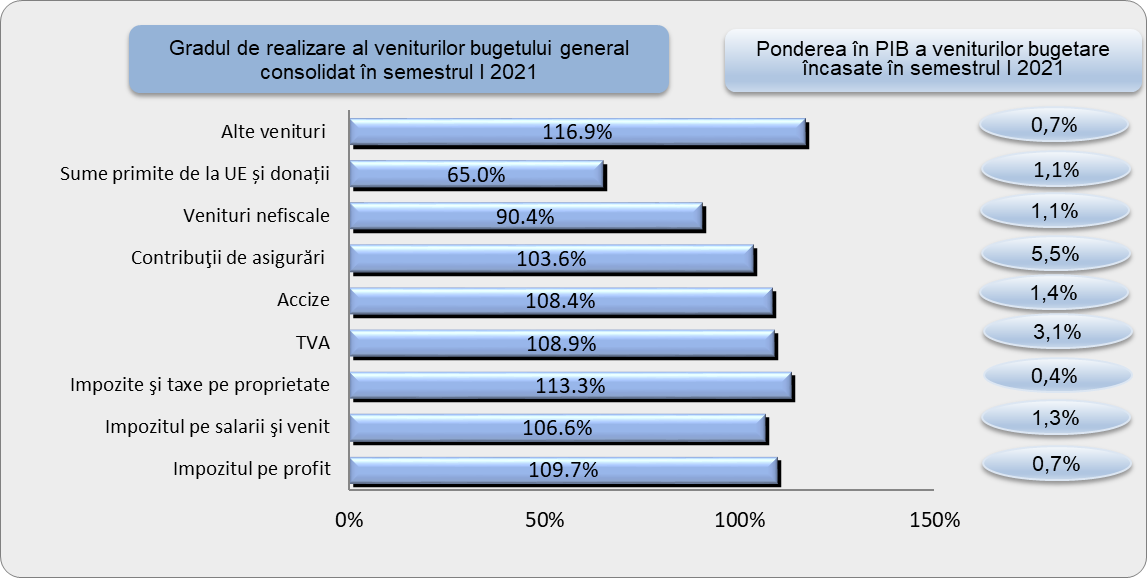 Gradul de realizare al veniturilor bugetului general
consolidat în semestrul I 2021
Ponderea în PIB a veniturilor bugetare
încasate în semestrul I 2021
Alte venituri 116.9% 0,7%
Sume primite de la UE și donații 65.0% 1,1%
Venituri nefiscale 90.4% 1,1%
Contribuţii de asigurări 103.6% 5,5%
Accize 108.4% 1,4%
TVA 108.9% 3,1%
Impozite şi taxe pe proprietate 113.3% 0,4%
Impozitul pe salarii şi venit 106.6% 1,3%
Impozitul pe profit 109.7% 0,7%
0% 50% 100% 150%